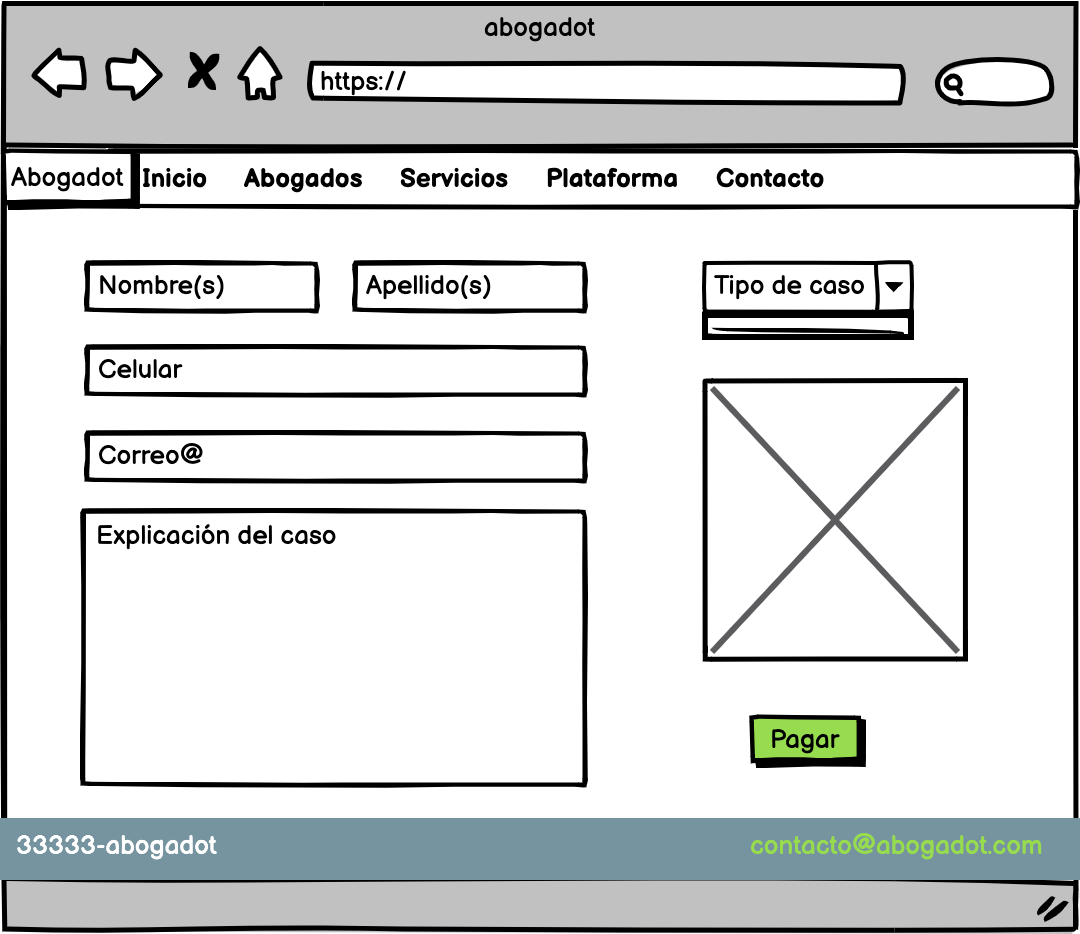 abogadot
https://
Abogadot Inicio Abogados Servicios Plataforma Contacto
Nombre(s) Apellido(s) Tipo de caso
Celular
Correo@
Explicación del caso
Pagar
33333-abogadot contacto@abogadot.com